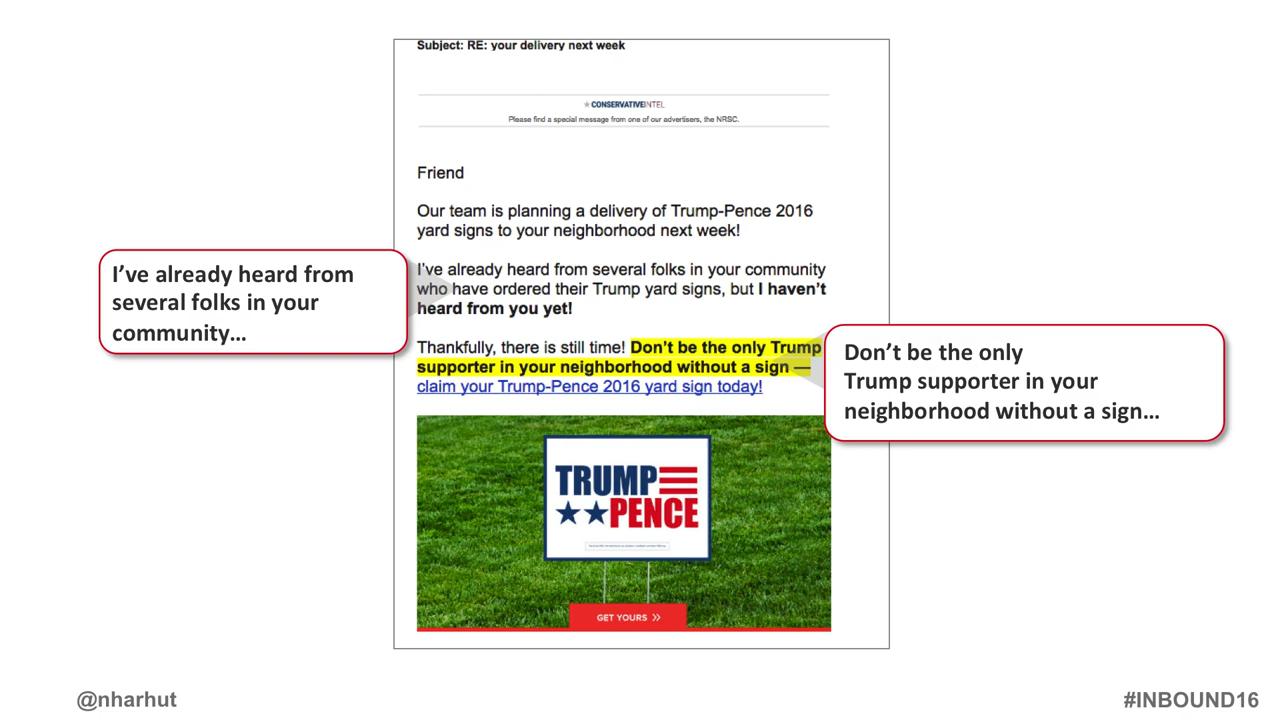 Subject: RE: your delivery next week
CONSERVATIVEINTEL
Please find a special message from one of our advertisers, the NRSC.
Friend
Our team is planning a delivery of Trump-Pence 2016
yard signs to your neighborhood next week!
I've already heard from several folks in your community
who have ordered their Trump yard signs, but I haven't
heard from you yet!
Thankfully, there is still time! Don't be the only Trump
supporter in your neighborhood without a sign —
claim your Trump-Pence 2016 yard sign today!
I've already heard from
several folks in your
community…
Don't be the only
Trump supporter in your
neighborhood without a sign…
TRUMP
PENCE
GET YOURS »
@nharhut
#INBOUND16